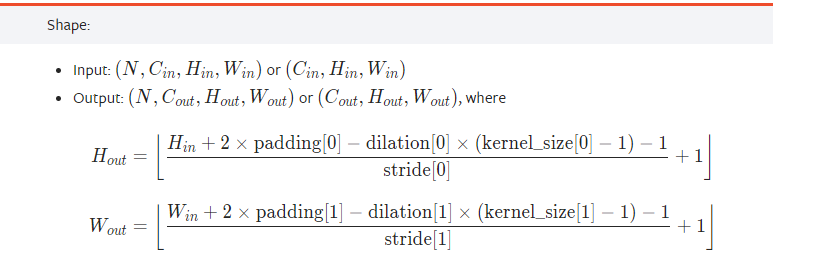 Shape:
• Input: (N, C_in, H_in, W_in) or (C_in, H_in, W_in)
• Output: (N, C_out, H_out, W_out) or (C_out, H_out, W_out), where
H_out = ⌊(H_in + 2 × padding[0] − dilation[0] × (kernel_size[0] − 1) − 1) / stride[0] + 1⌋
W_out = ⌊(W_in + 2 × padding[1] − dilation[1] × (kernel_size[1] − 1) − 1) / stride[1] + 1⌋